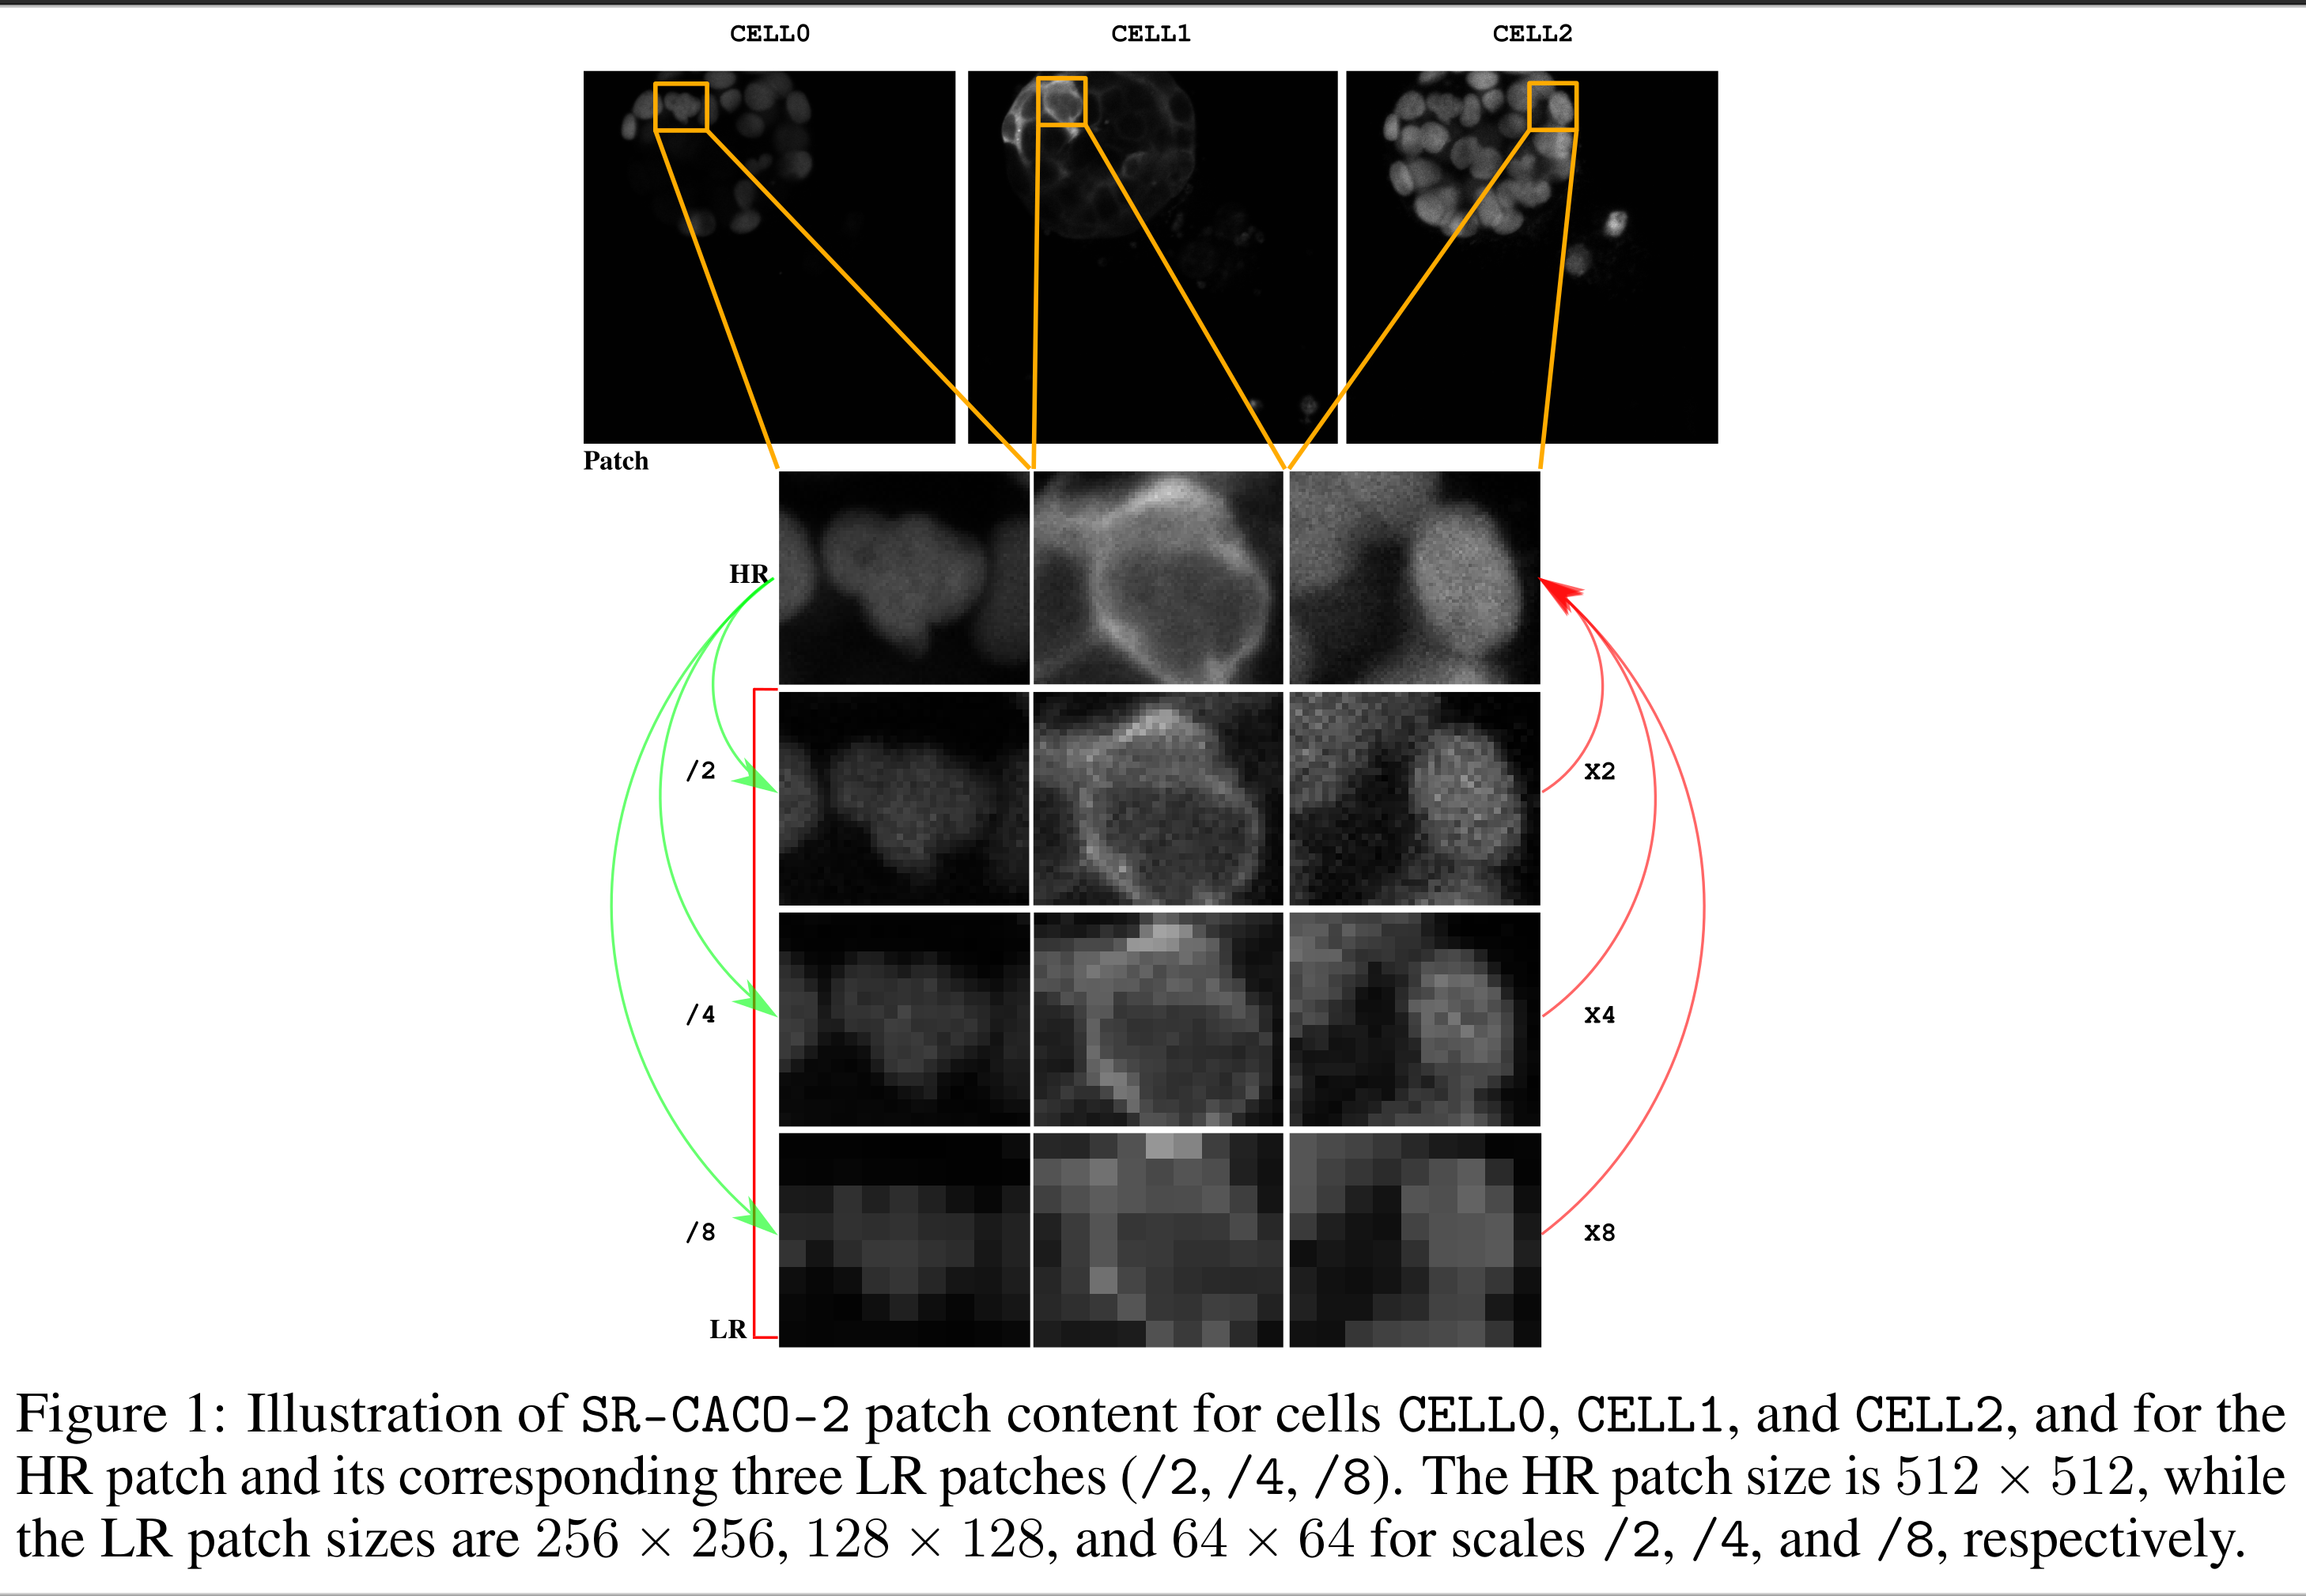 CELL0 CELL1 CELL2
Patch
HR
/2 X2
/4 X4
/8 X8
LR
Figure 1: Illustration of SR-CACO-2 patch content for cells CELL0, CELL1, and CELL2, and for the
HR patch and its corresponding three LR patches (/2, /4, /8). The HR patch size is 512 × 512, while
the LR patch sizes are 256 × 256, 128 × 128, and 64 × 64 for scales /2, /4, and /8, respectively.